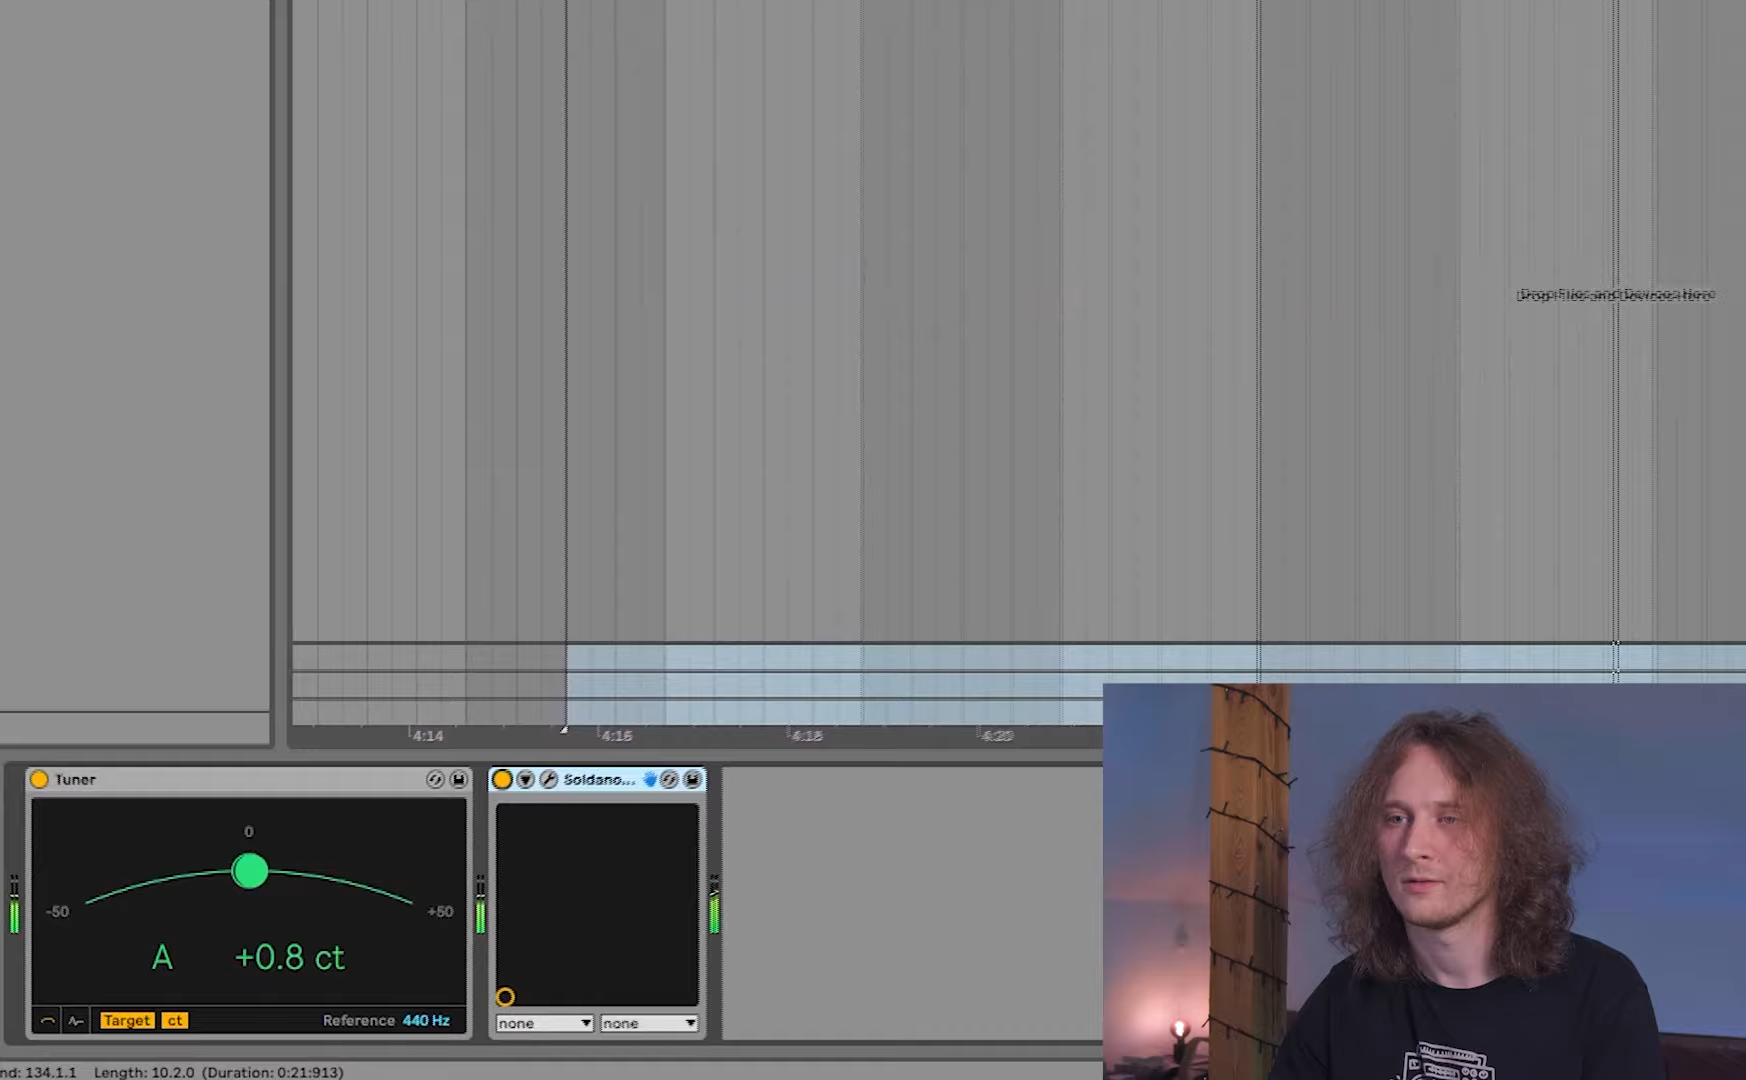 Drop Files and Devices Here
4:14
4:16
4:18
4:20
Tuner
Soldano...
0
-50
+50
A
+0.8 ct
Target
ct
Reference
440 Hz
none
none
nd: 134.1.1
Length: 10.2.0
(Duration: 0:21:913)